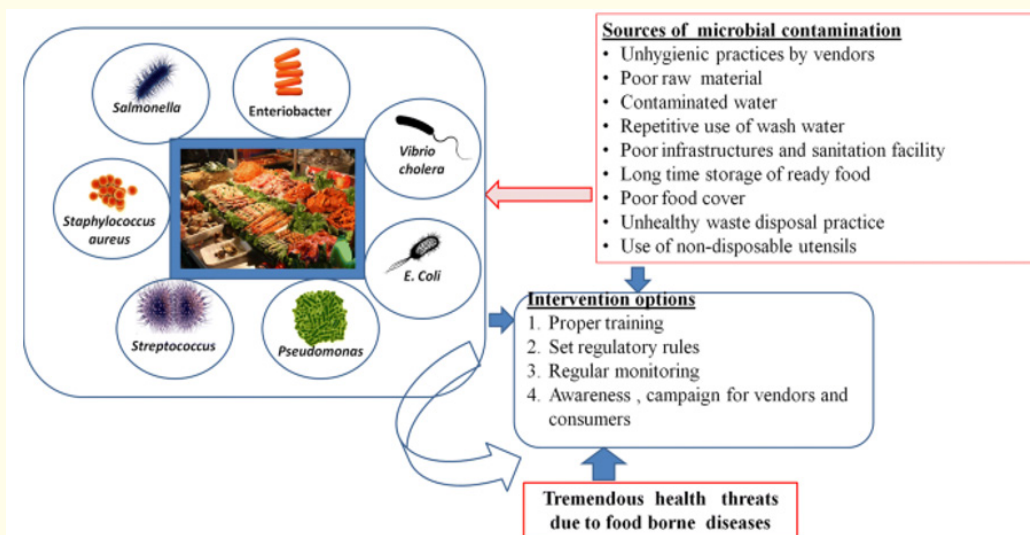 Salmonella
Enteriobacter
Vibrio
cholera
Staphylococcus
aureus
E. Coli
Streptococcus
Pseudomonas
Sources of microbial contamination
• Unhygienic practices by vendors
• Poor raw material
• Contaminated water
• Repetitive use of wash water
• Poor infrastructures and sanitation facility
• Long time storage of ready food
• Poor food cover
• Unhealthy waste disposal practice
• Use of non-disposable utensils
Intervention options
1. Proper training
2. Set regulatory rules
3. Regular monitoring
4. Awareness , campaign for vendors and
consumers
Tremendous health threats
due to food borne diseases